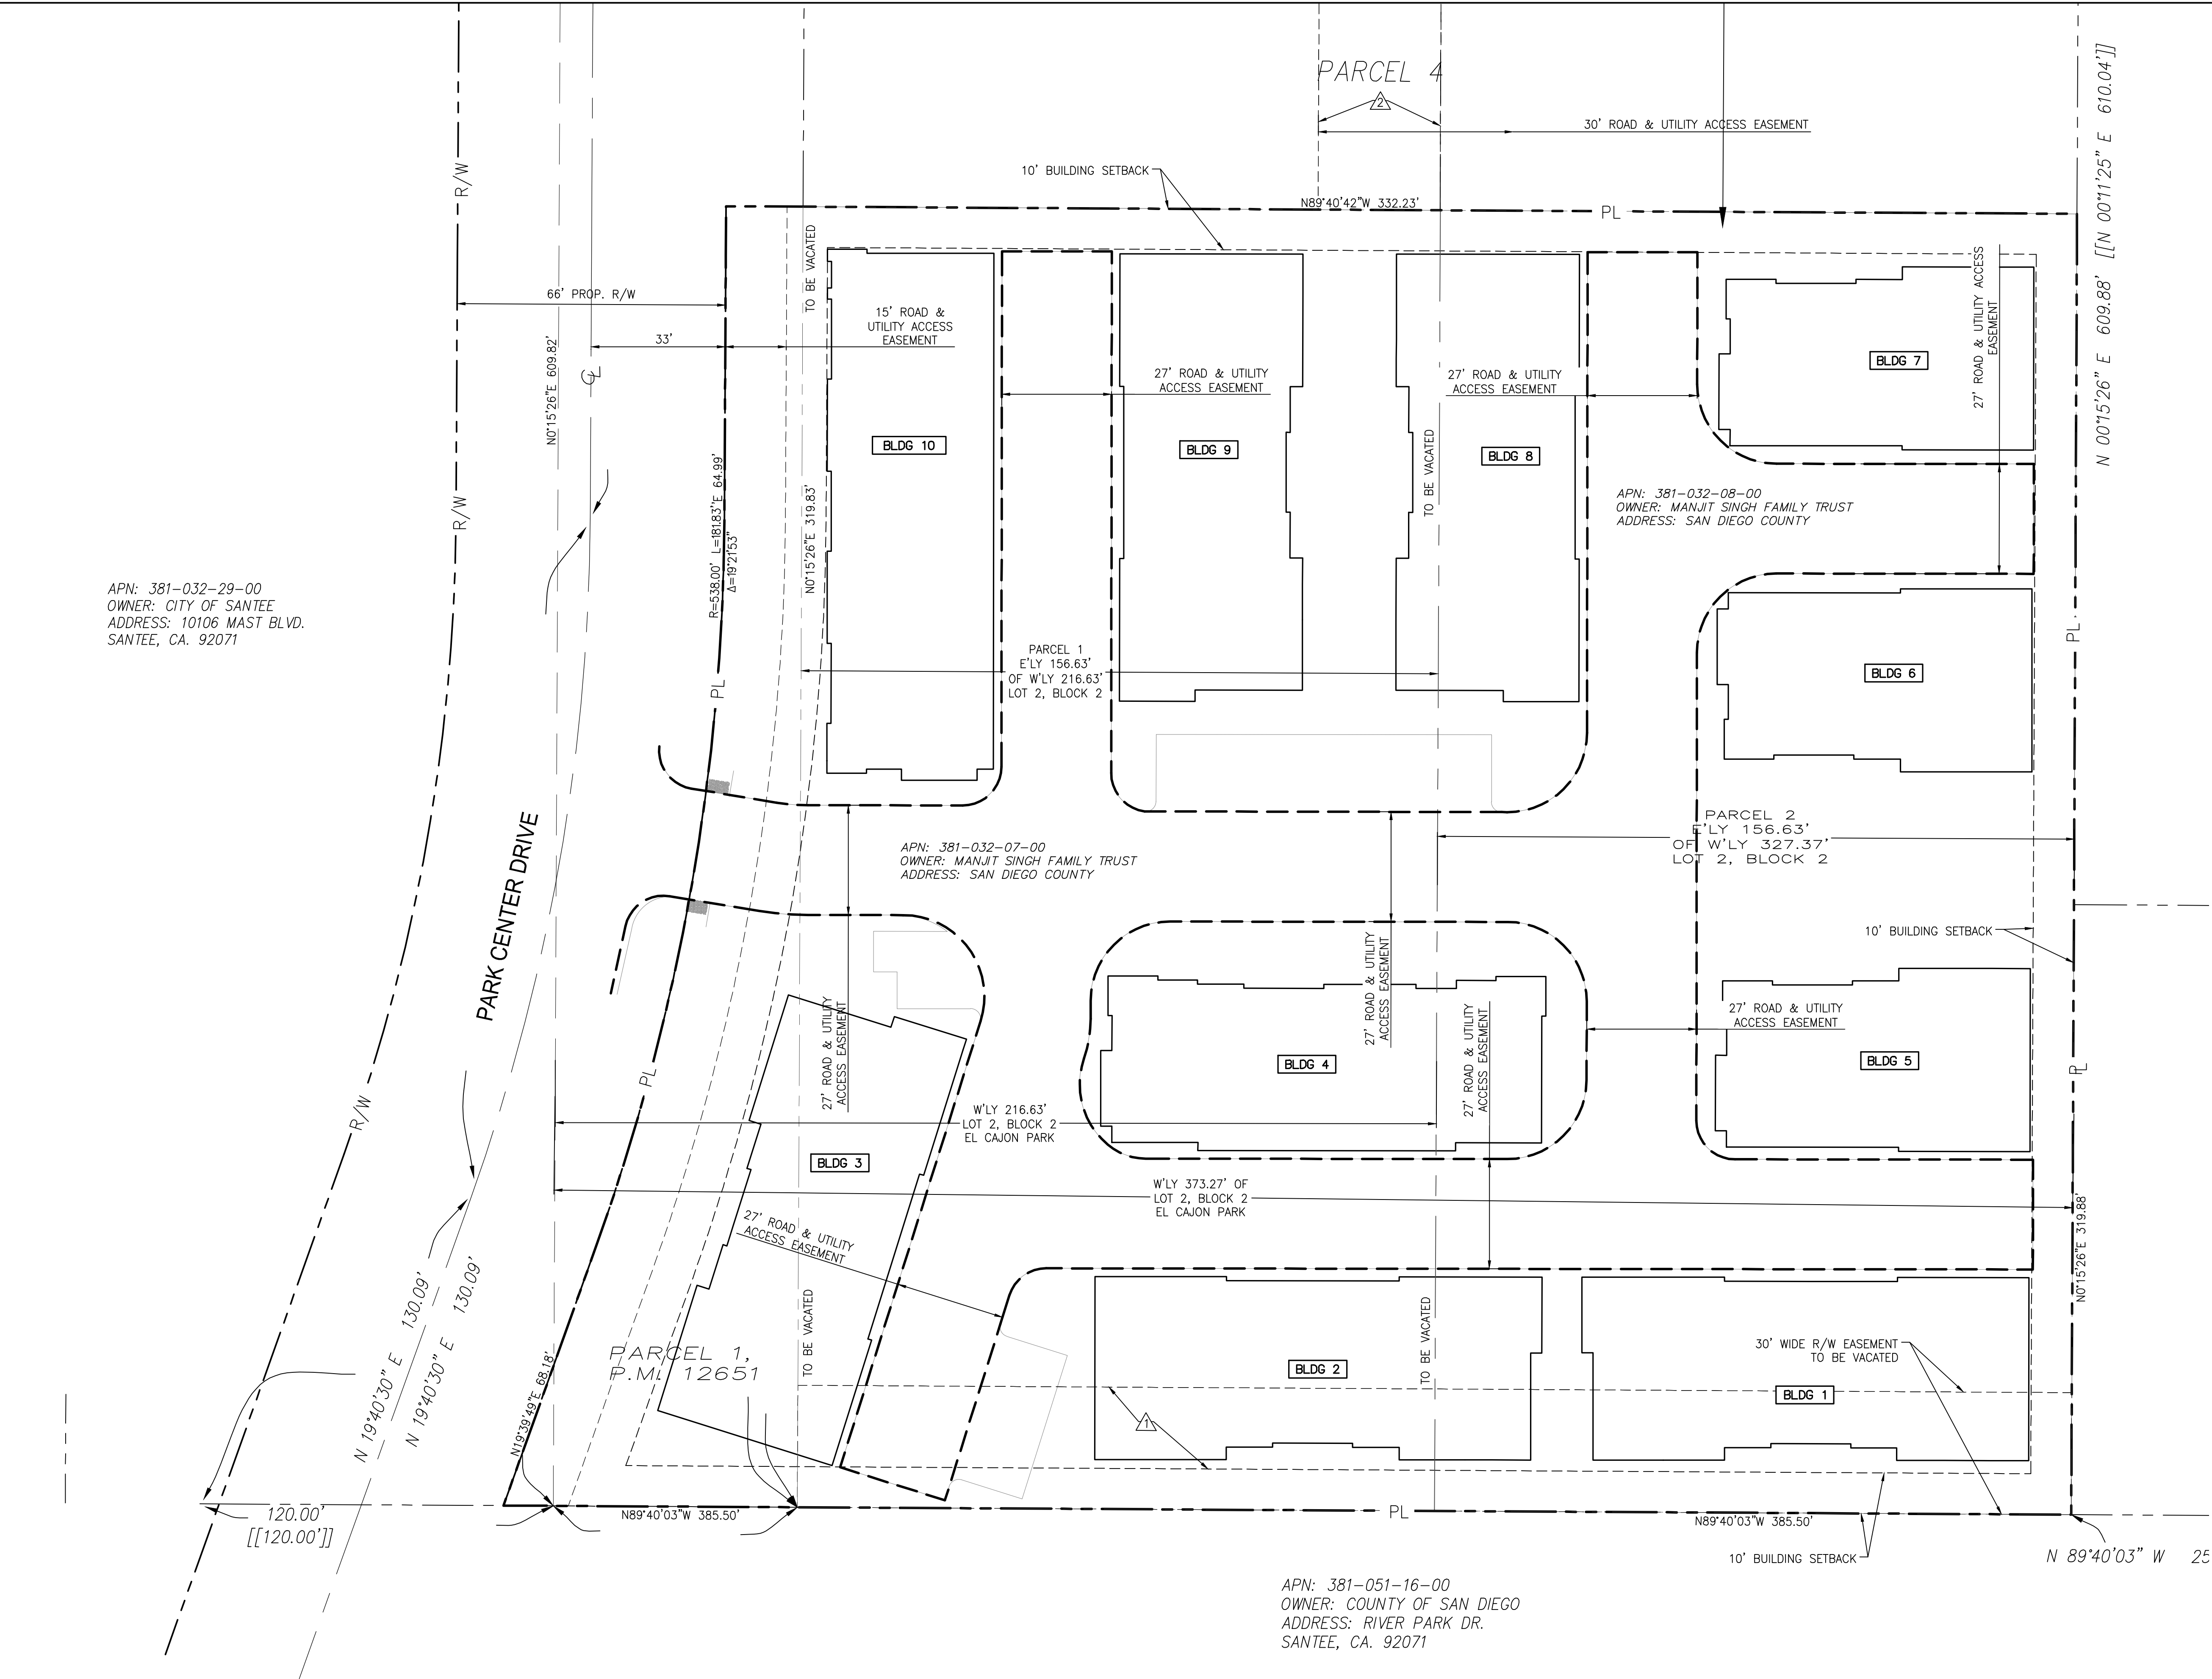 PARCEL 4
2
30' ROAD & UTILITY ACCESS EASEMENT
10' BUILDING SETBACK
N89°40'42"W 332.23'
PL
N 00°15'26" E 609.88' [[N 00°11'25" E 610.04']]
R/W
66' PROP. R/W
33'
N0°15'26"E 609.82'
TO BE VACATED
15' ROAD &
UTILITY ACCESS
EASEMENT
27' ROAD & UTILITY
ACCESS EASEMENT
27' ROAD & UTILITY
ACCESS EASEMENT
27' ROAD & UTILITY ACCESS
EASEMENT
BLDG 7
BLDG 10
BLDG 9
BLDG 8
TO BE VACATED
R/W
R=538.00' L=181.83'
Δ=19°21'53"
E 64.99'
N0°15'26"E 319.83'
APN: 381-032-08-00
OWNER: MANJIT SINGH FAMILY TRUST
ADDRESS: SAN DIEGO COUNTY
APN: 381-032-29-00
OWNER: CITY OF SANTEE
ADDRESS: 10106 MAST BLVD.
SANTEE, CA. 92071
PL
PL
PARCEL 1
E'LY 156.63'
OF W'LY 216.63'
LOT 2, BLOCK 2
BLDG 6
PARCEL 2
E'LY 156.63'
OF W'LY 327.37'
LOT 2, BLOCK 2
PARK CENTER DRIVE
APN: 381-032-07-00
OWNER: MANJIT SINGH FAMILY TRUST
ADDRESS: SAN DIEGO COUNTY
10' BUILDING SETBACK
27' ROAD & UTILITY
ACCESS EASEMENT
27' ROAD & UTILITY
ACCESS EASEMENT
27' ROAD & UTILITY
ACCESS EASEMENT
27' ROAD & UTILITY
ACCESS EASEMENT
BLDG 4
BLDG 5
PL
PL
R/W
W'LY 216.63'
LOT 2, BLOCK 2
EL CAJON PARK
BLDG 3
W'LY 373.27' OF
LOT 2, BLOCK 2
EL CAJON PARK
27' ROAD & UTILITY
ACCESS EASEMENT
N0°15'26"E 319.88'
N 19°40'30" E 130.09'
N 19°40'30" E 130.09'
N19°39'49"E 68.18'
PARCEL 1,
P.M. 12651
TO BE VACATED
TO BE VACATED
BLDG 2
30' WIDE R/W EASEMENT
TO BE VACATED
BLDG 1
1
120.00'
[[120.00']]
N89°40'03"W 385.50'
PL
N89°40'03"W 385.50'
10' BUILDING SETBACK
N 89°40'03" W 25
APN: 381-051-16-00
OWNER: COUNTY OF SAN DIEGO
ADDRESS: RIVER PARK DR.
SANTEE, CA. 92071